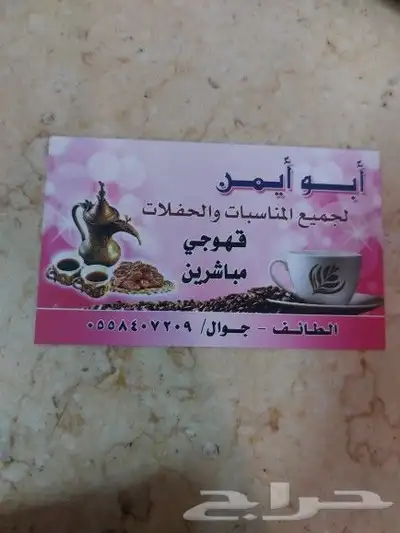 أبو أيمن
لجميع المناسبات والحفلات
قهوجي
مباشرين
الطائف - جوال/ ٠٥٥٨٤٠٧٢٠٩
حراج